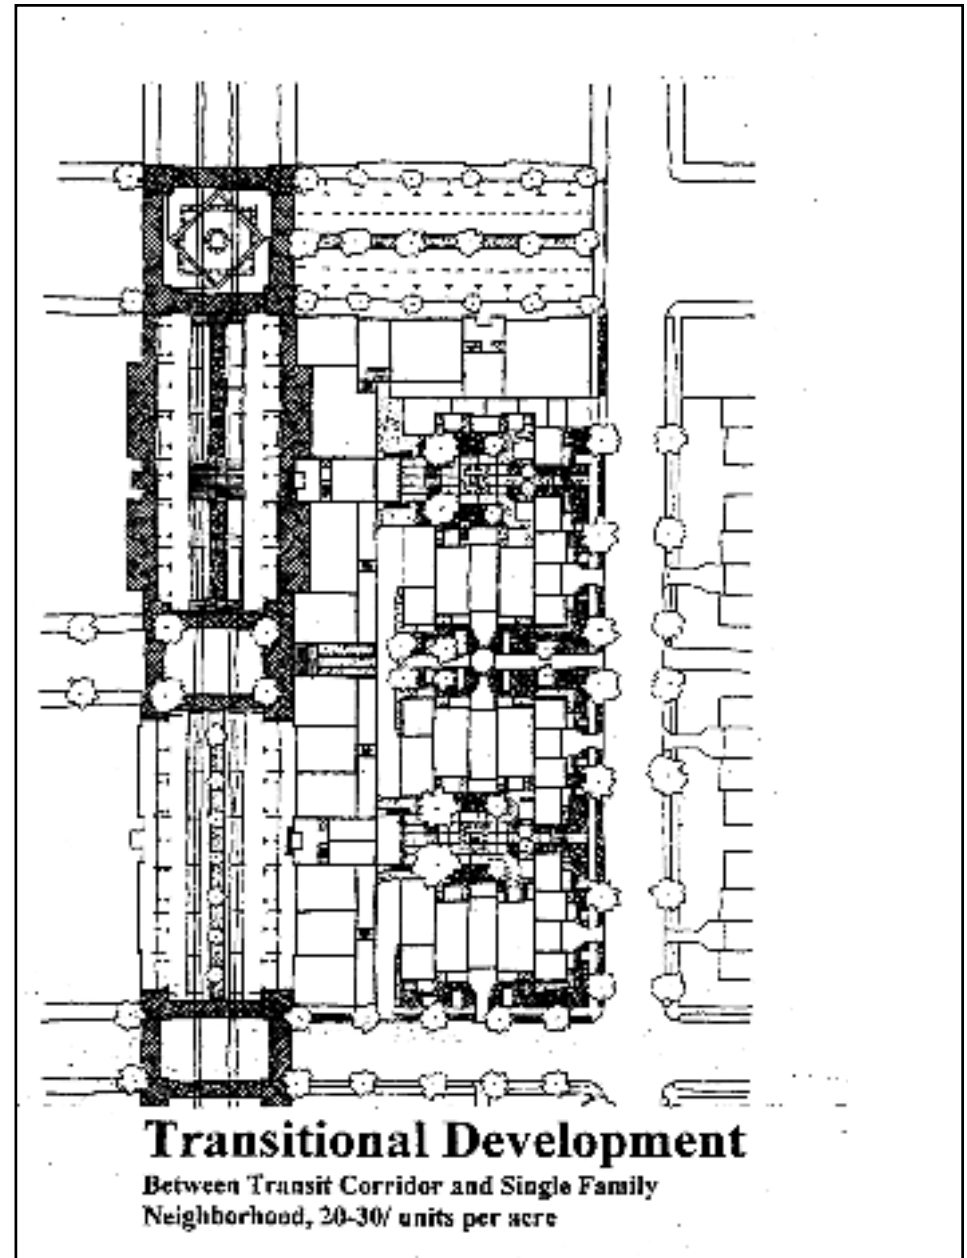 Transitional Development
Between Transit Corridor and Single Family
Neighborhood, 20-30/ units per acre